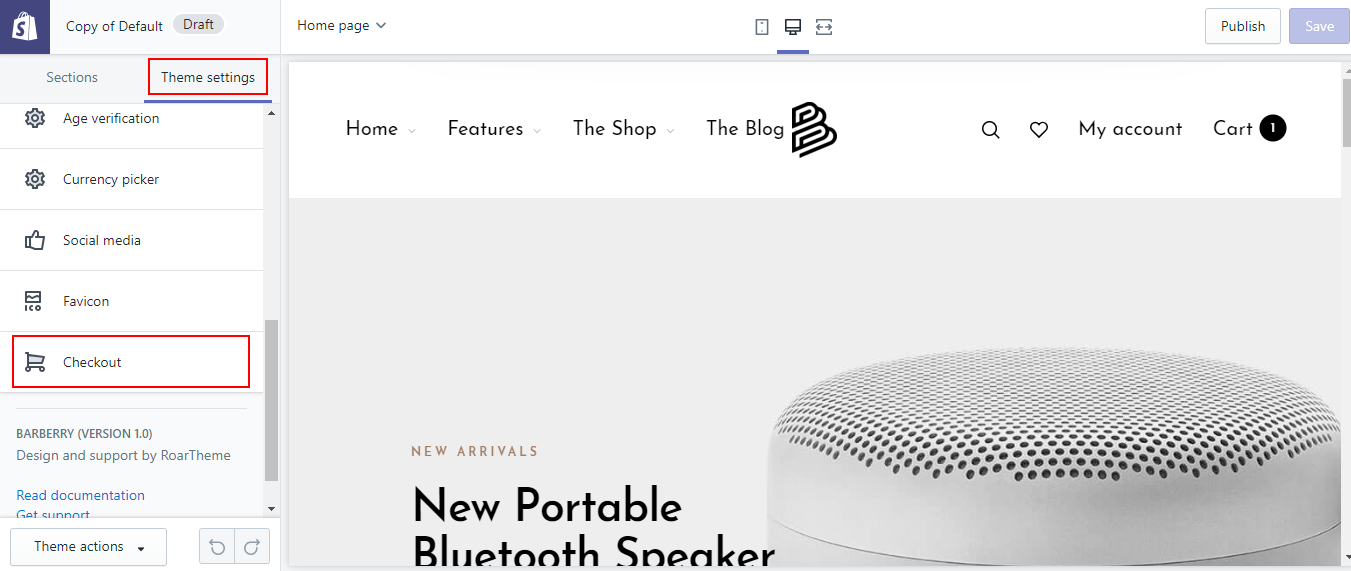 Copy of Default Draft
Home page
Publish
Save
Sections
Theme settings
Age verification
Currency picker
Social media
ICO
Favicon
Checkout
BARBERRY (VERSION 1.0)
Design and support by RoarTheme
Read documentation
Get support
Theme actions
Home
Features
The Shop
The Blog
My account
Cart 1
NEW ARRIVALS
New Portable
Bluetooth Speaker